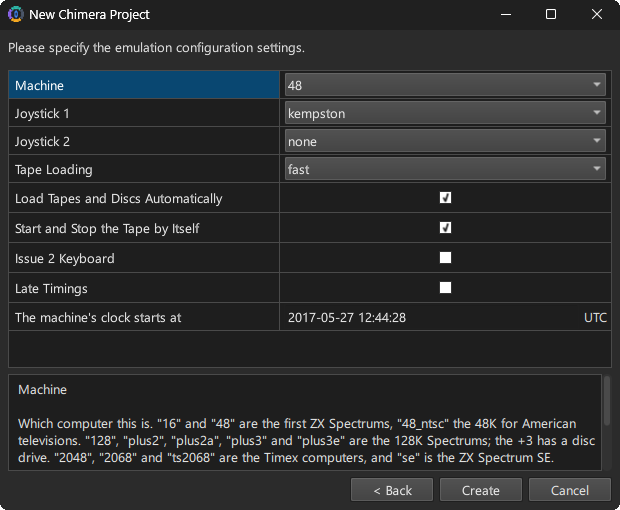 New Chimera Project
Please specify the emulation configuration settings.
Machine 48
Joystick 1 kempston
Joystick 2 none
Tape Loading fast
Load Tapes and Discs Automatically
Start and Stop the Tape by Itself
Issue 2 Keyboard
Late Timings
The machine's clock starts at 2017-05-27 12:44:28 UTC
Machine
Which computer this is. "16" and "48" are the first ZX Spectrums, "48_ntsc" the 48K for American
televisions. "128", "plus2", "plus2a", "plus3" and "plus3e" are the 128K Spectrums; the +3 has a disc
drive. "2048", "2068" and "ts2068" are the Timex computers, and "se" is the ZX Spectrum SE.
< Back Create Cancel